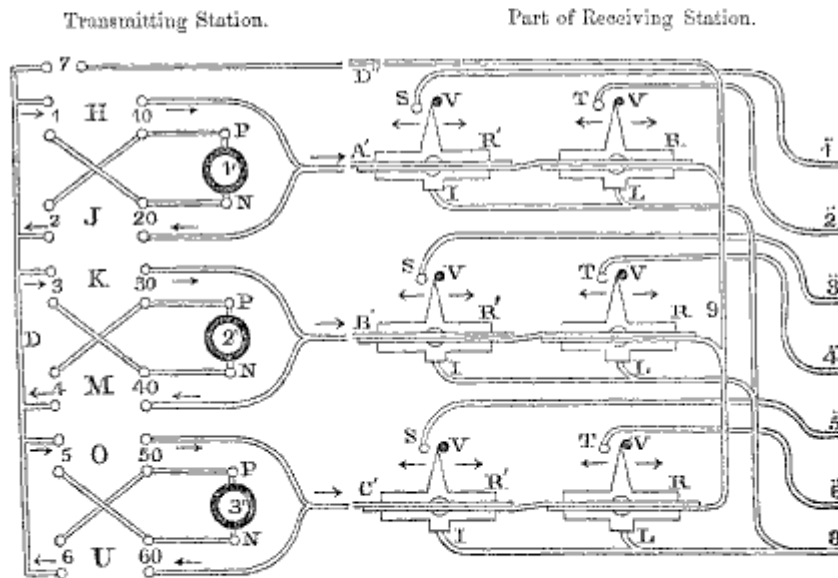 Transmitting Station. Part of Receiving Station.
7 D"
S V T V
1 H 10 P
A' R' R 1̈
1' I L
2 J 20 N 2̈
3 K 30 P S V T V 3̈
D 2' B' R' R 9
4 M 40 N I L 4̈
5̈
5 O 50 P S V T V
3" C' R' R 6̈
6 U 60 N I L 8